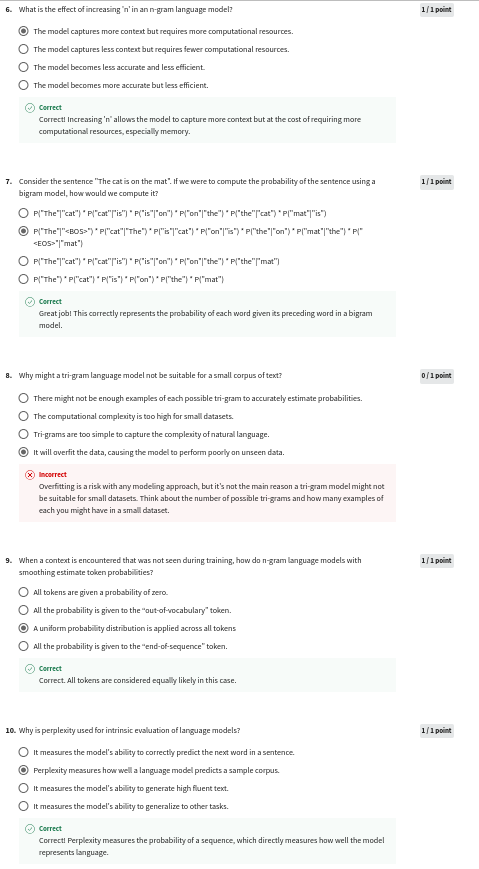 6. What is the effect of increasing 'n' in an n-gram language model?
1 / 1 point
The model captures more context but requires more computational resources.
The model captures less context but requires fewer computational resources.
The model becomes less accurate and less efficient.
The model becomes more accurate but less efficient.
Correct
Correct! Increasing 'n' allows the model to capture more context but at the cost of requiring more
computational resources, especially memory.
7. Consider the sentence "The cat is on the mat". If we were to compute the probability of the sentence using a
bigram model, how would we compute it?
1 / 1 point
P("The"|"cat") * P("cat"|"is") * P("is"|"on") * P("on"|"the") * P("the"|"cat") * P("mat"|"is")
P("The"|"<BOS>") * P("cat"|"The") * P("is"|"cat") * P("on"|"is") * P("the"|"on") * P("mat"|"the") * P("
<EOS>"|"mat")
P("The"|"cat") * P("cat"|"is") * P("is"|"on") * P("on"|"the") * P("the"|"mat")
P("The") * P("cat") * P("is") * P("on") * P("the") * P("mat")
Correct
Great job! This correctly represents the probability of each word given its preceding word in a bigram
model.
8. Why might a tri-gram language model not be suitable for a small corpus of text?
0 / 1 point
There might not be enough examples of each possible tri-gram to accurately estimate probabilities.
The computational complexity is too high for small datasets.
Tri-grams are too simple to capture the complexity of natural language.
It will overfit the data, causing the model to perform poorly on unseen data.
Incorrect
Overfitting is a risk with any modeling approach, but it's not the main reason a tri-gram model might not
be suitable for small datasets. Think about the number of possible tri-grams and how many examples of
each you might have in a small dataset.
9. When a context is encountered that was not seen during training, how do n-gram language models with
smoothing estimate token probabilities?
1 / 1 point
All tokens are given a probability of zero.
All the probability is given to the "out-of-vocabulary" token.
A uniform probability distribution is applied across all tokens
All the probability is given to the "end-of-sequence" token.
Correct
Correct. All tokens are considered equally likely in this case.
10. Why is perplexity used for intrinsic evaluation of language models?
1 / 1 point
It measures the model's ability to correctly predict the next word in a sentence.
Perplexity measures how well a language model predicts a sample corpus.
It measures the model's ability to generate high fluent text.
It measures the model's ability to generalize to other tasks.
Correct
Correct! Perplexity measures the probability of a sequence, which directly measures how well the model
represents language.